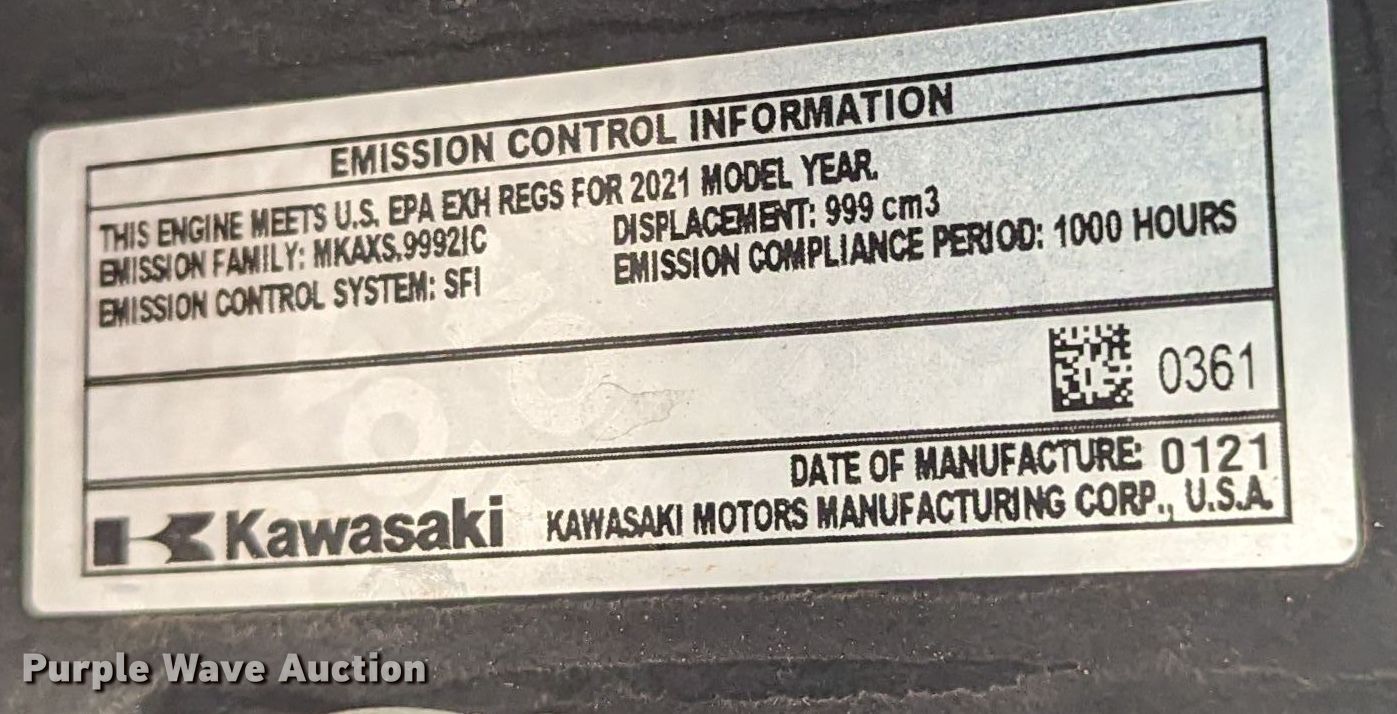 EMISSION CONTROL INFORMATION
THIS ENGINE MEETS U.S. EPA EXH REGS FOR 2021 MODEL YEAR.
EMISSION FAMILY: MKAXS.9992IC DISPLACEMENT: 999 cm3
EMISSION CONTROL SYSTEM: SFI EMISSION COMPLIANCE PERIOD: 1000 HOURS
0361
DATE OF MANUFACTURE: 0121
Kawasaki KAWASAKI MOTORS MANUFACTURING CORP., U.S.A.
Purple Wave Auction